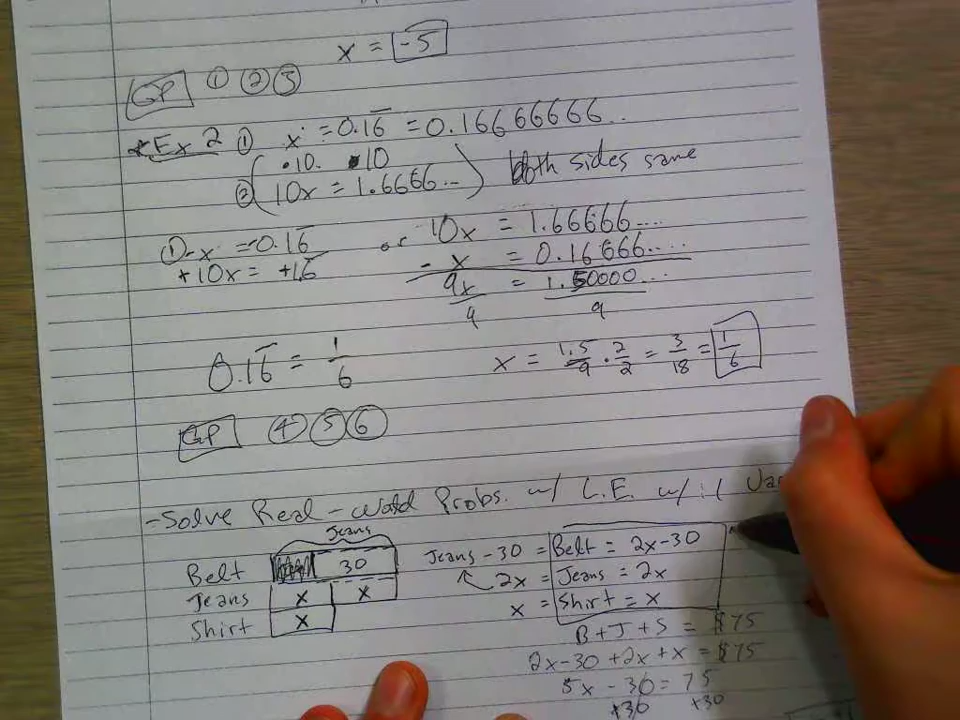 x = -5
GP ① ② ③
*Ex 2 ① x = 0.16̅ = 0.16666666..
·10. ·10
② 10x = 1.6666... both sides same
① -x = -0.16̅ or 10x = 1.66666....
+10x = +1.6̅ - x = 0.16666....
9x = 1.50000...
9 9
0.16̅ = 1/6 x = 1.5/9 · 2/2 = 3/18 = 1/6
GP ④ ⑤ ⑥
-Solve Real-World Probs. w/ L.E. w/ 1 Var
Jeans
Belt 30 Jeans - 30 = Belt = 2x-30
Jeans x x 2x = Jeans = 2x
Shirt x x = Shirt = x
B + J + S = $75
2x-30 + 2x + x = $75
5x - 30 = 75
+30 +30